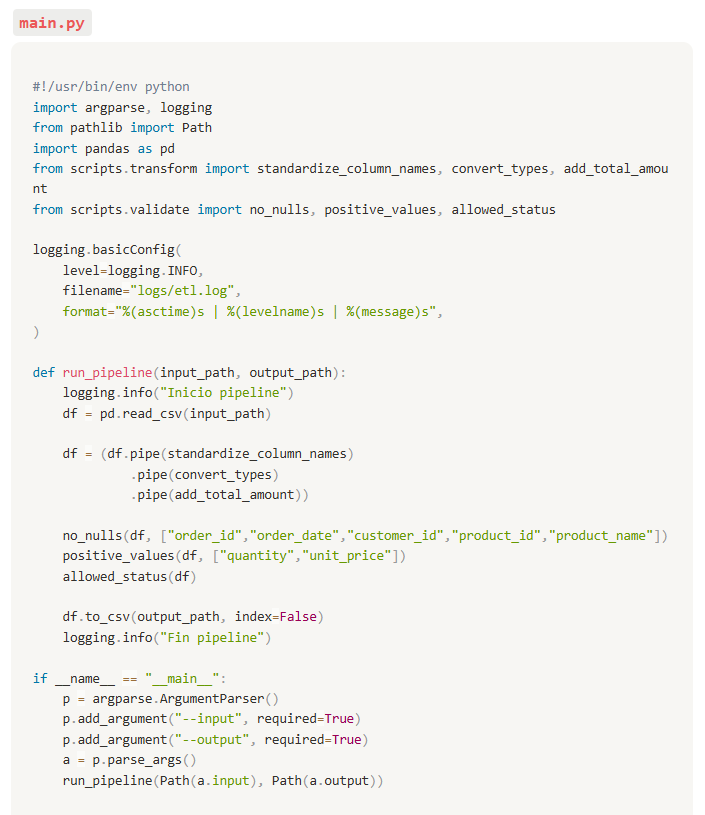 main.py
#!/usr/bin/env python
import argparse, logging
from pathlib import Path
import pandas as pd
from scripts.transform import standardize_column_names, convert_types, add_total_amou
nt
from scripts.validate import no_nulls, positive_values, allowed_status

logging.basicConfig(
    level=logging.INFO,
    filename="logs/etl.log",
    format="%(asctime)s | %(levelname)s | %(message)s",
)

def run_pipeline(input_path, output_path):
    logging.info("Inicio pipeline")
    df = pd.read_csv(input_path)

    df = (df.pipe(standardize_column_names)
             .pipe(convert_types)
             .pipe(add_total_amount))

    no_nulls(df, ["order_id","order_date","customer_id","product_id","product_name"])
    positive_values(df, ["quantity","unit_price"])
    allowed_status(df)

    df.to_csv(output_path, index=False)
    logging.info("Fin pipeline")

if __name__ == "__main__":
    p = argparse.ArgumentParser()
    p.add_argument("--input", required=True)
    p.add_argument("--output", required=True)
    a = p.parse_args()
    run_pipeline(Path(a.input), Path(a.output))